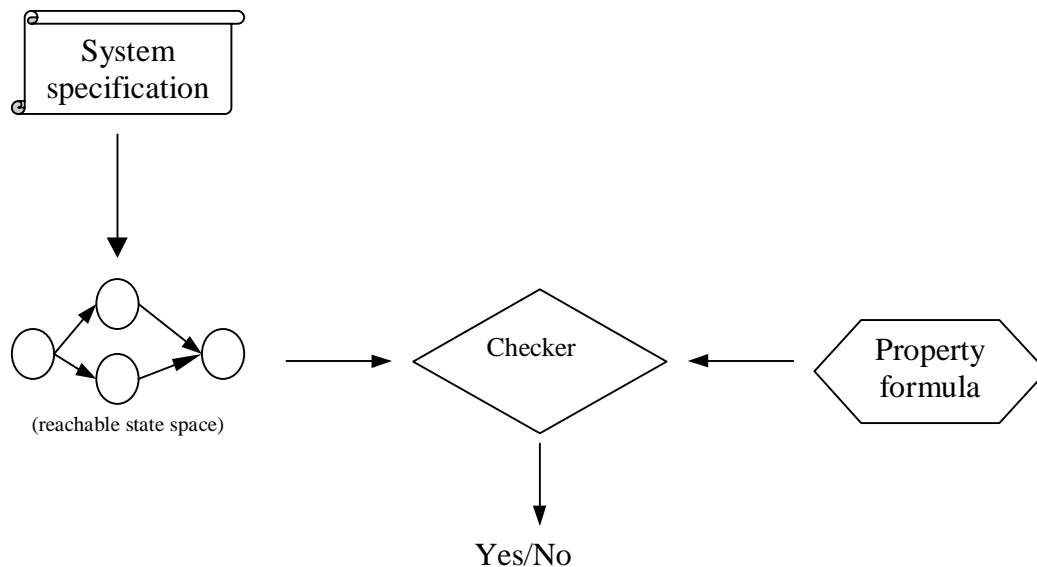 System
specification
(reachable state space)
Checker
Property
formula
Yes/No